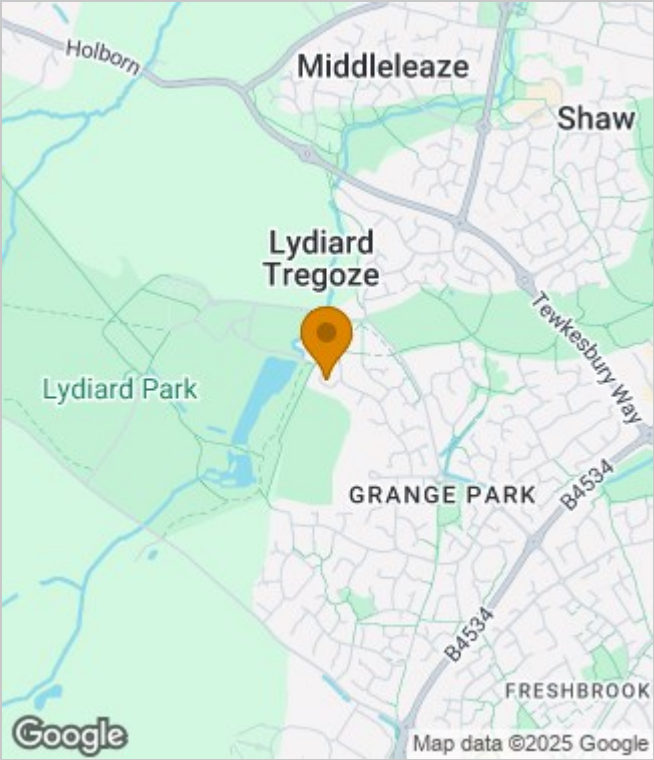 Holborn
Middleleaze
Shaw
Lydiard
Tregoze
Tewkesbury Way
Lydiard Park
GRANGE PARK
B4534
B4534
FRESHBROOK
Google
Map data ©2025 Google